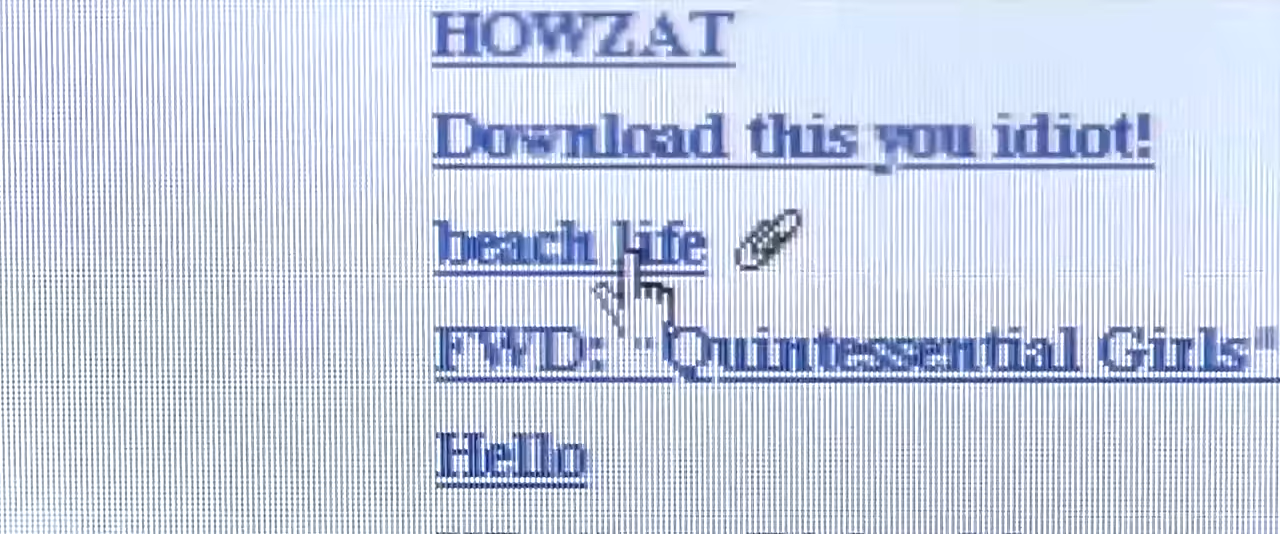 HOWZAT
Download this you idiot!
beach life
FWD: "Quintessential Girls"
Hello